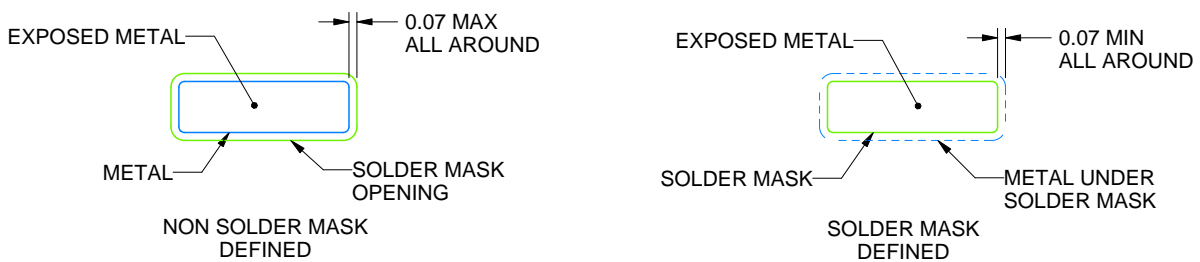 0.07 MAX
ALL AROUND
EXPOSED METAL
METAL
SOLDER MASK
OPENING
NON SOLDER MASK
DEFINED
0.07 MIN
ALL AROUND
EXPOSED METAL
SOLDER MASK
METAL UNDER
SOLDER MASK
SOLDER MASK
DEFINED